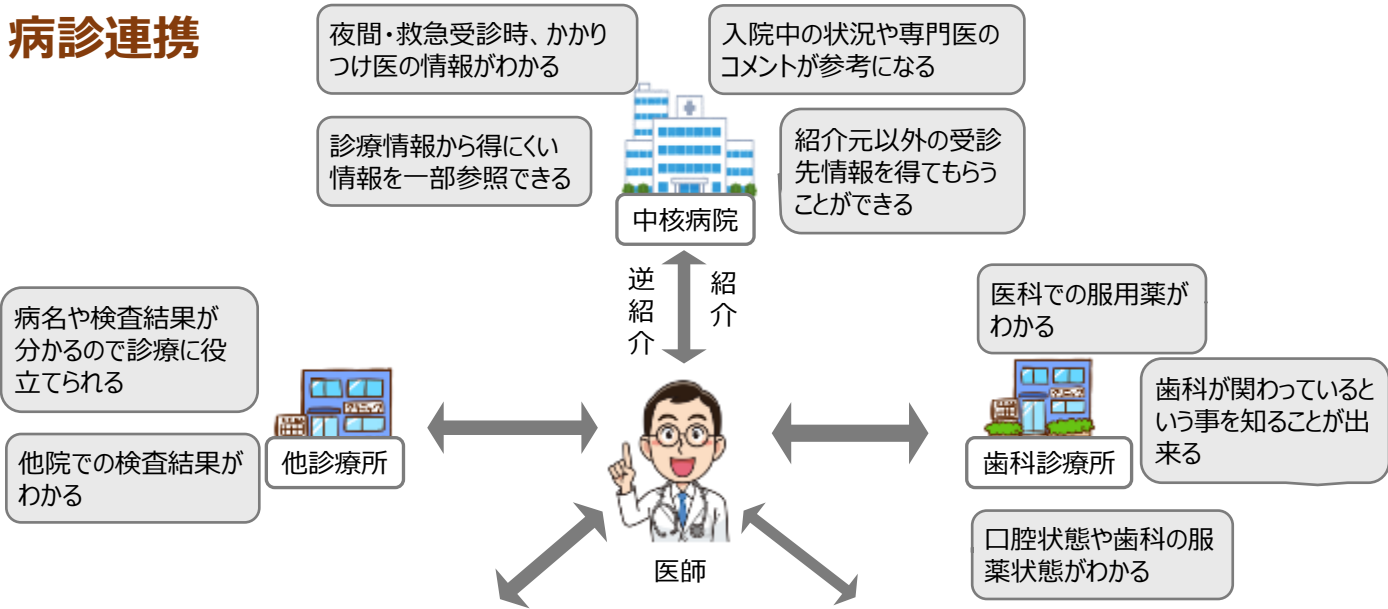 病診連携
夜間・救急受診時、かかり
つけ医の情報がわかる
入院中の状況や専門医の
コメントが参考になる
診療情報から得にくい
情報を一部参照できる
紹介元以外の受診
先情報を得てもらう
ことができる
中核病院
逆紹介
紹介
病名や検査結果が
分かるので診療に役
立てられる
他院での検査結果が
わかる
他診療所
医科での服用薬が
わかる
歯科が関わっていると
いう事を知ることが出
来る
歯科診療所
口腔状態や歯科の服
薬状態がわかる
医師